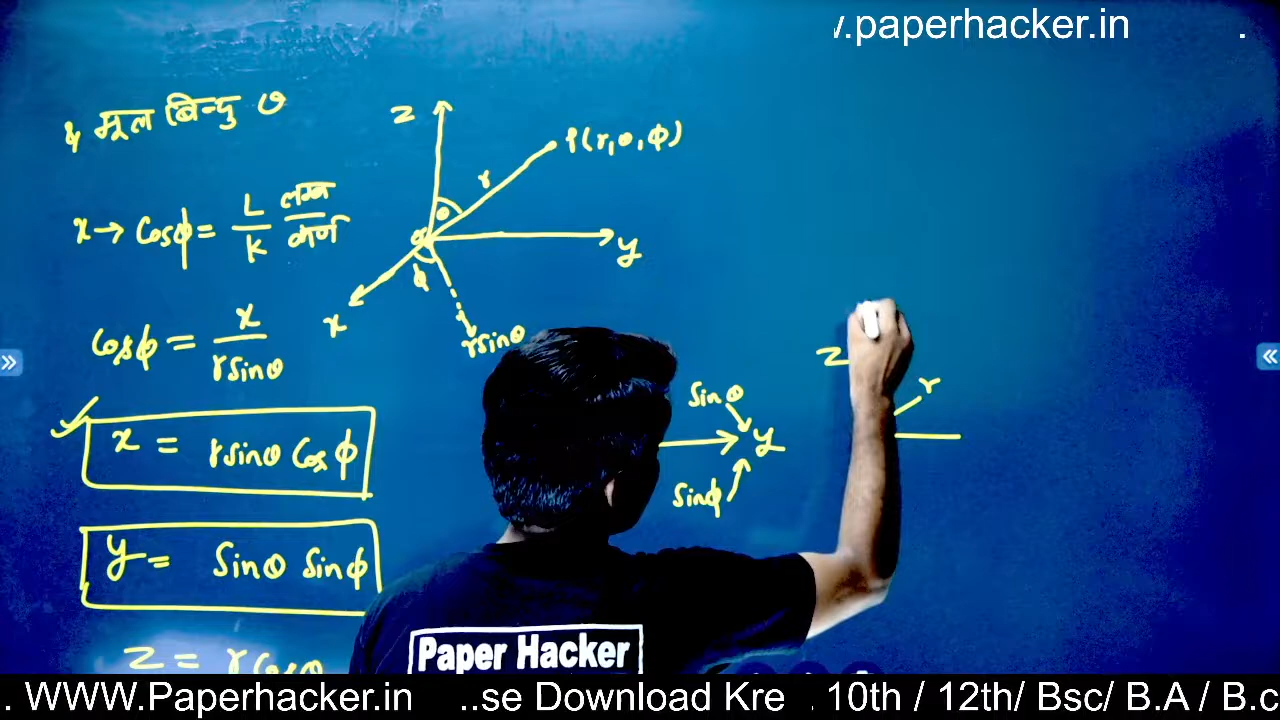 .paperhacker.in .
& मूल बिन्दु O
z
P(r, θ, φ)
r
θ
x → Cosφ = L/K लम्ब/कर्ण
y
φ
x
Cosφ = x/rsinθ
rsinθ
z
r
Sinθ
x = rsinθ Cosφ
y
Sinφ
y = Sinθ Sinφ
z = rCosθ
Paper Hacker
. WWW.Paperhacker.in ..se Download Kre . 10th / 12th/ Bsc/ B.A / B.c